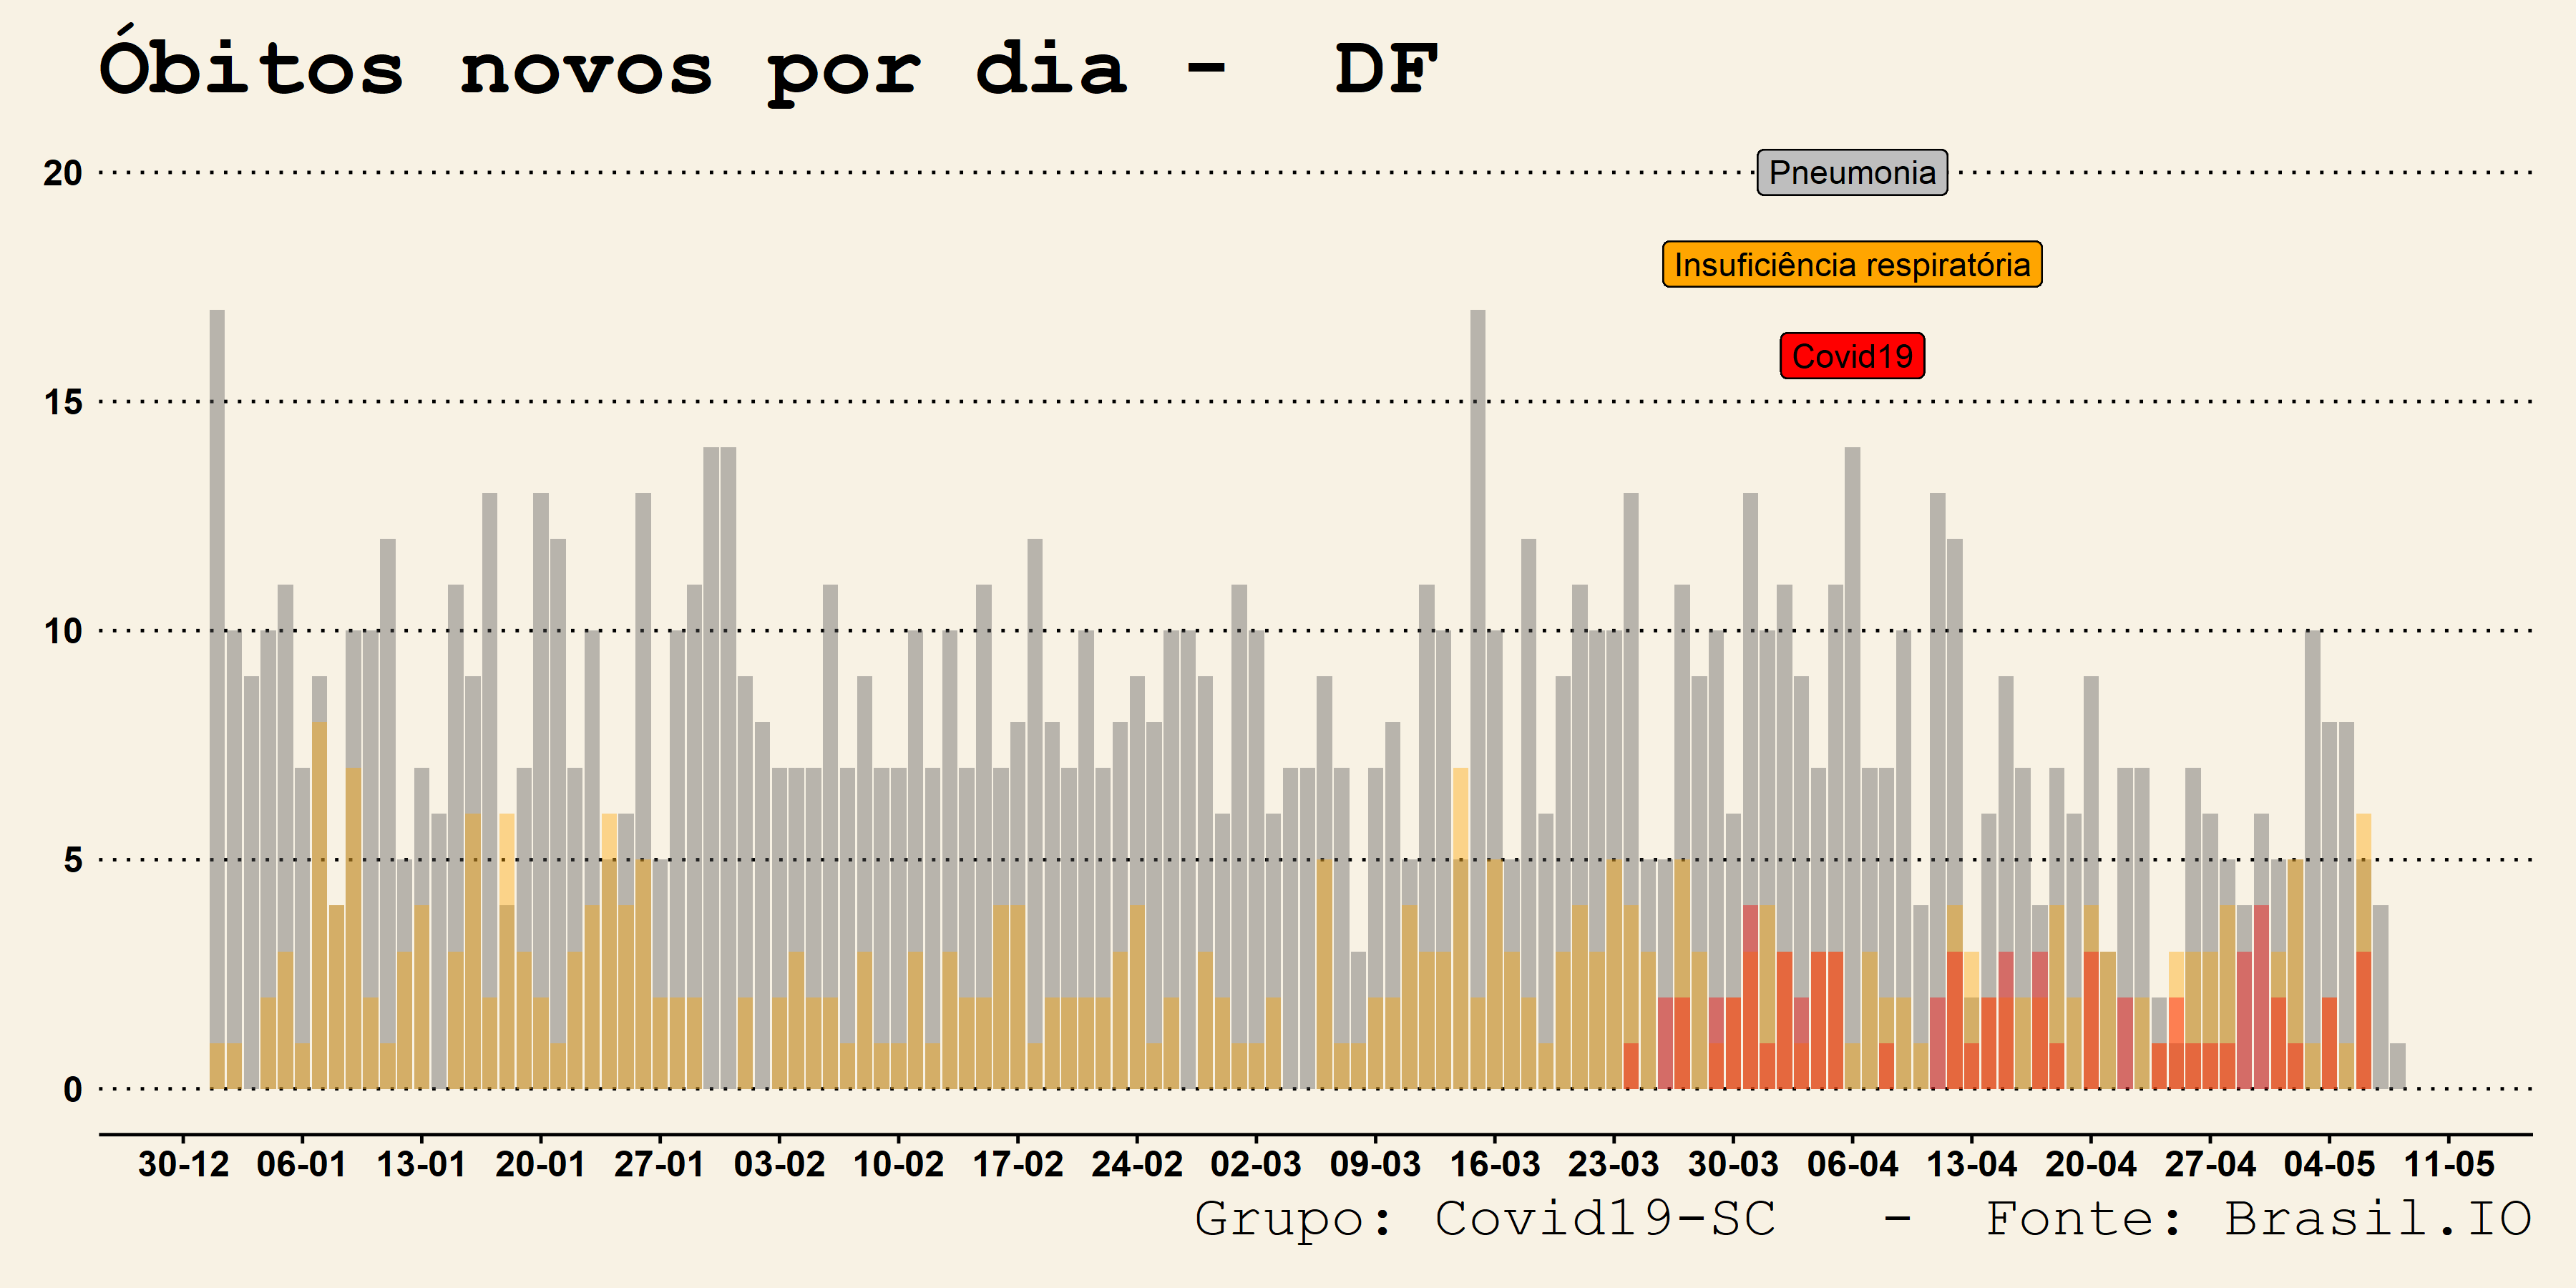 Óbitos novos por dia -  DF
20
Pneumonia
Insuficiência respiratória
Covid19
15
10
5
0
30-12 06-01 13-01 20-01 27-01 03-02 10-02 17-02 24-02 02-03 09-03 16-03 23-03 30-03 06-04 13-04 20-04 27-04 04-05 11-05
Grupo: Covid19-SC  -  Fonte: Brasil.IO